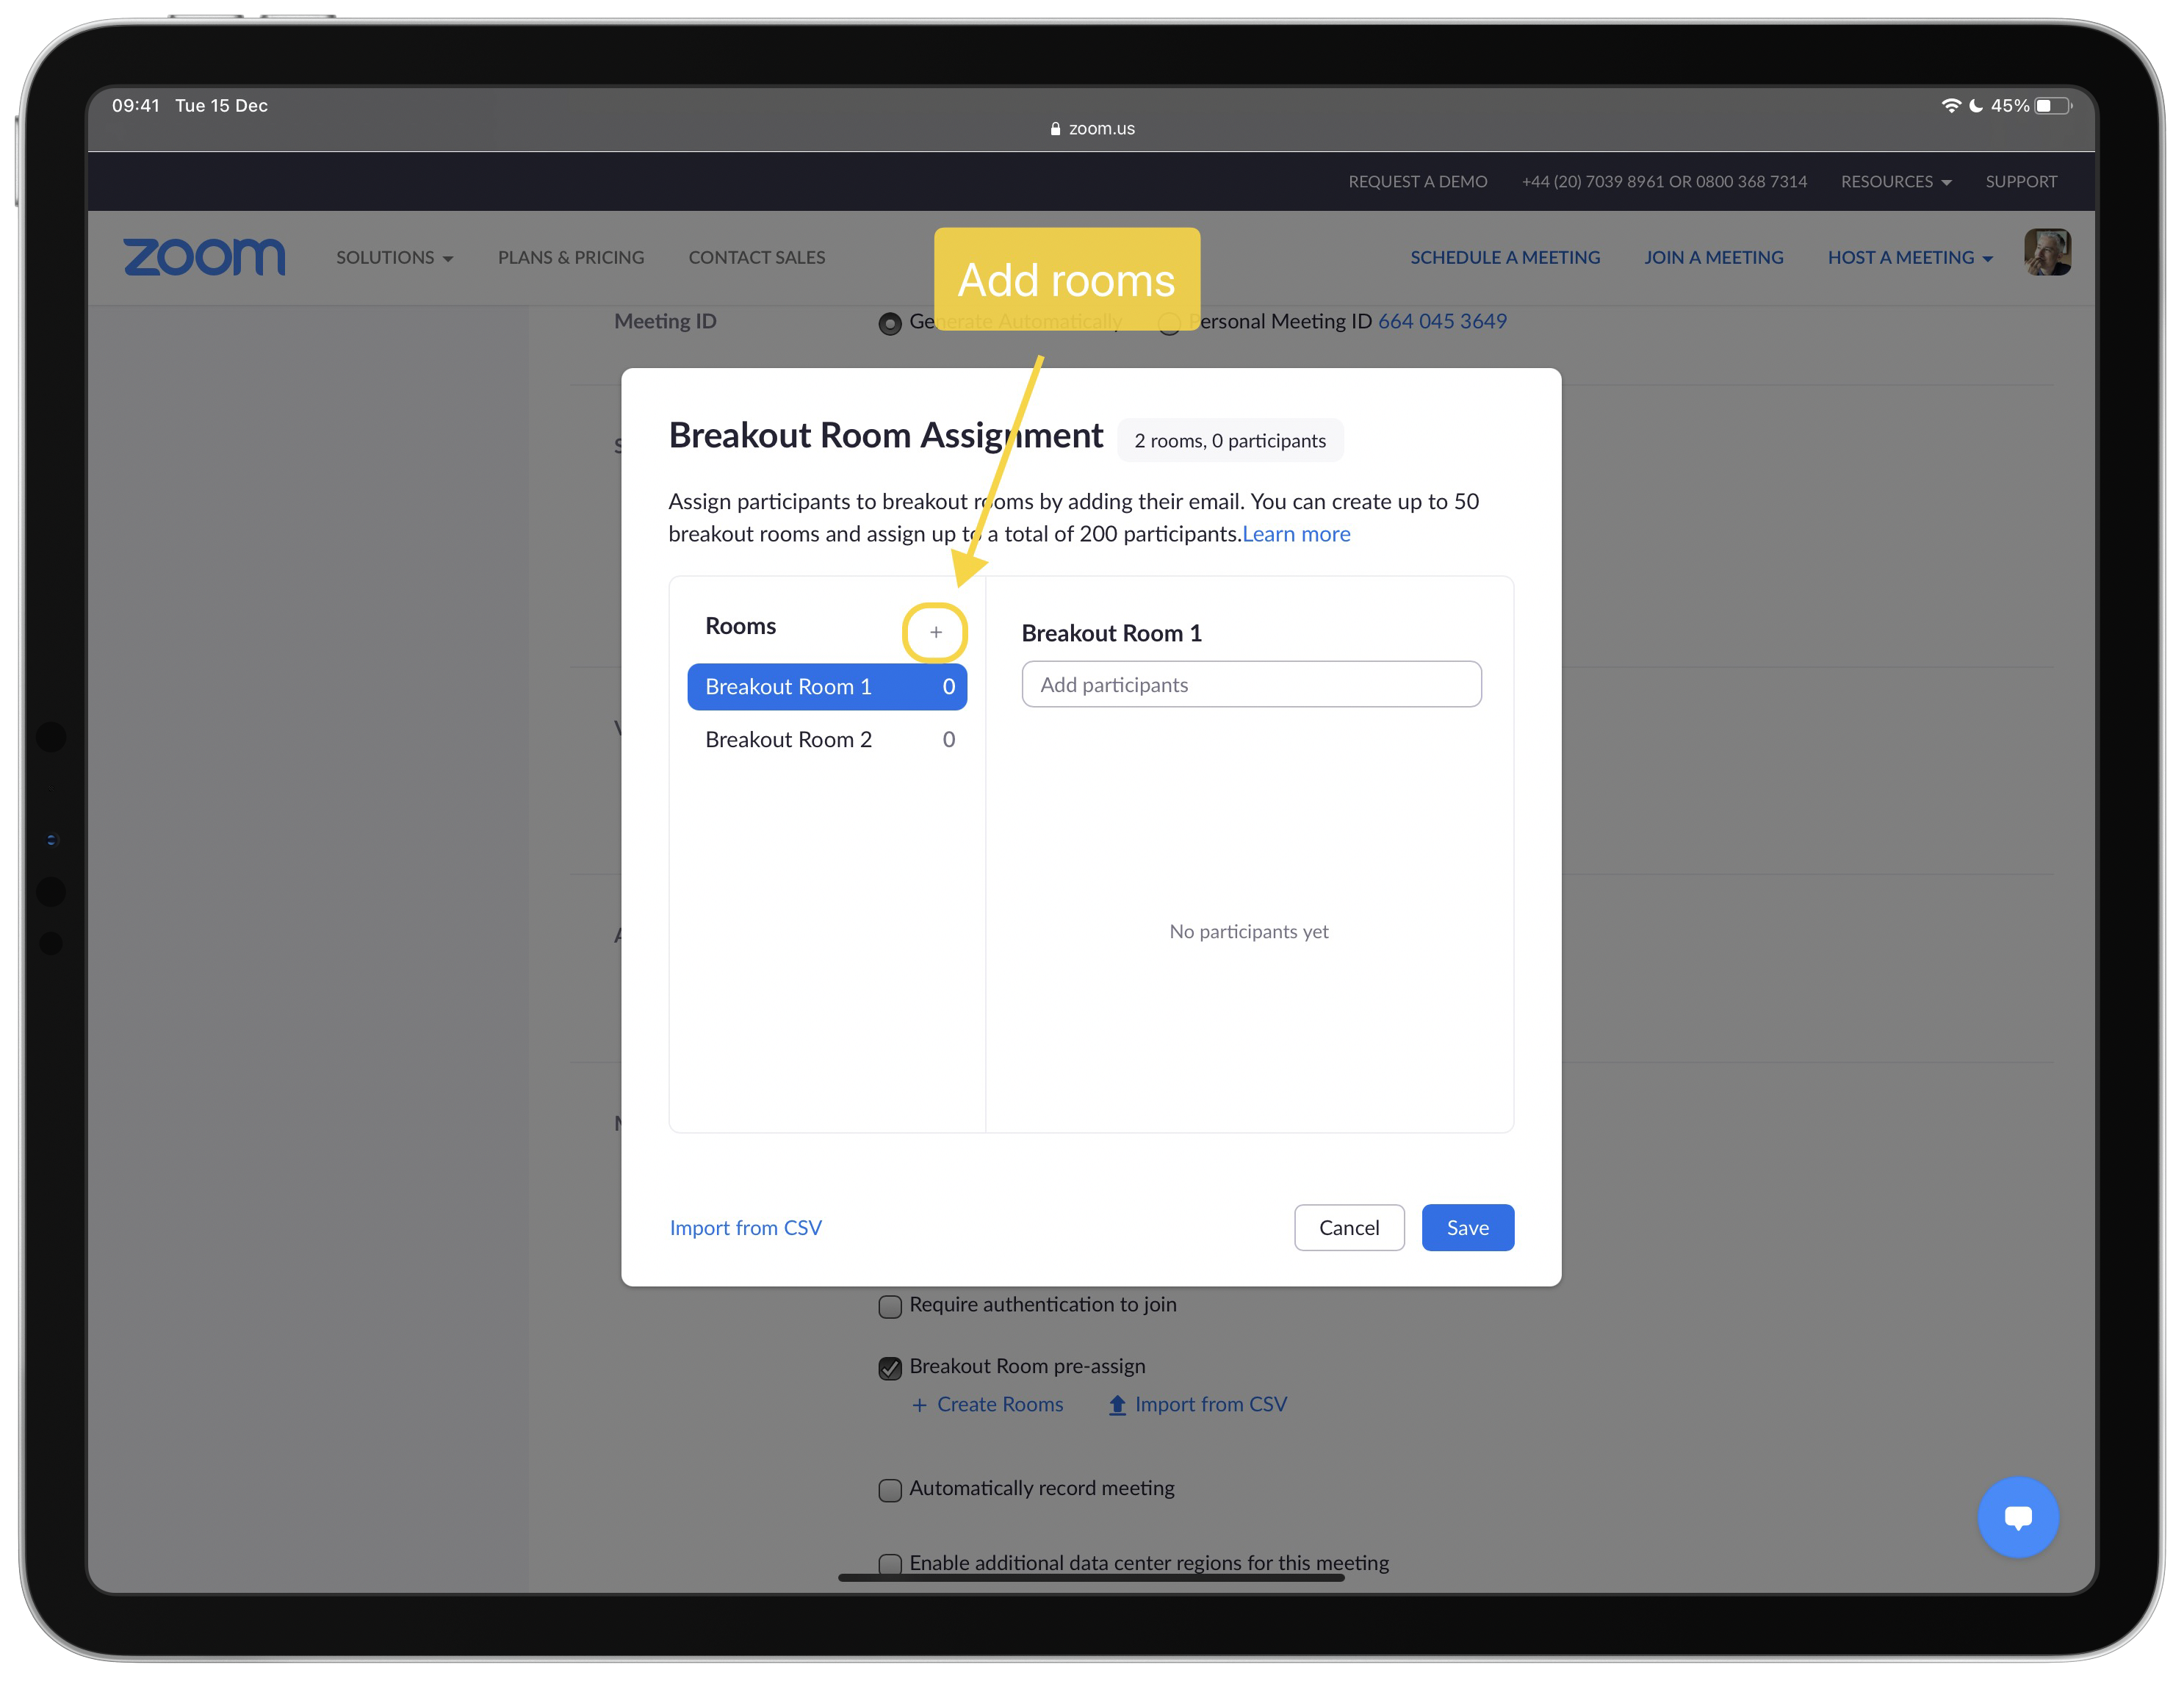 09:41 Tue 15 Dec
45%
zoom.us
REQUEST A DEMO +44 (20) 7039 8961 OR 0800 368 7314 RESOURCES SUPPORT
zoom SOLUTIONS PLANS & PRICING CONTACT SALES SCHEDULE A MEETING JOIN A MEETING HOST A MEETING
Add rooms
Meeting ID Generate Automatically Personal Meeting ID 664 045 3649
Breakout Room Assignment 2 rooms, 0 participants
Assign participants to breakout rooms by adding their email. You can create up to 50
breakout rooms and assign up to a total of 200 participants.Learn more
Rooms +
Breakout Room 1 0
Breakout Room 2 0
Breakout Room 1
Add participants
No participants yet
Import from CSV Cancel Save
Require authentication to join
Breakout Room pre-assign
+ Create Rooms Import from CSV
Automatically record meeting
Enable additional data center regions for this meeting